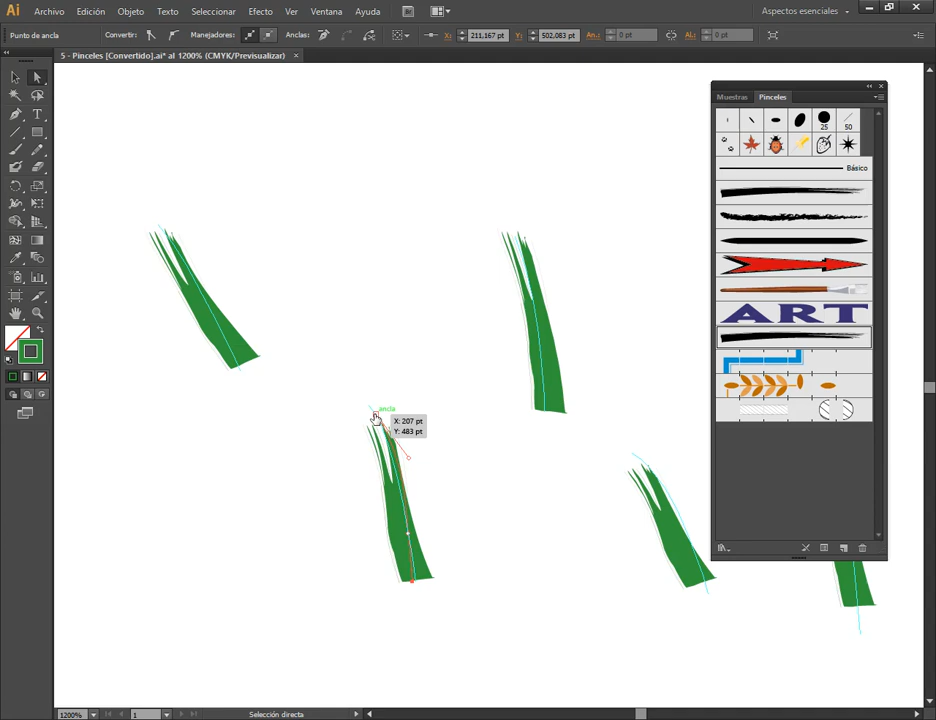 Ai Archivo Edición Objeto Texto Seleccionar Efecto Ver Ventana Ayuda Br Aspectos esenciales
Punto de ancla Convertir: Manejadores: Anclas: X: 211,167 pt Y: 502,083 pt An.: 0 pt AL: 0 pt
5 - Pinceles [Convertido].ai* al 1200% (CMYK/Previsualizar) ×
Muestras Pinceles
25 50
Básico
ART
ancla
X: 207 pt
Y: 483 pt
1200% 1 Selección directa